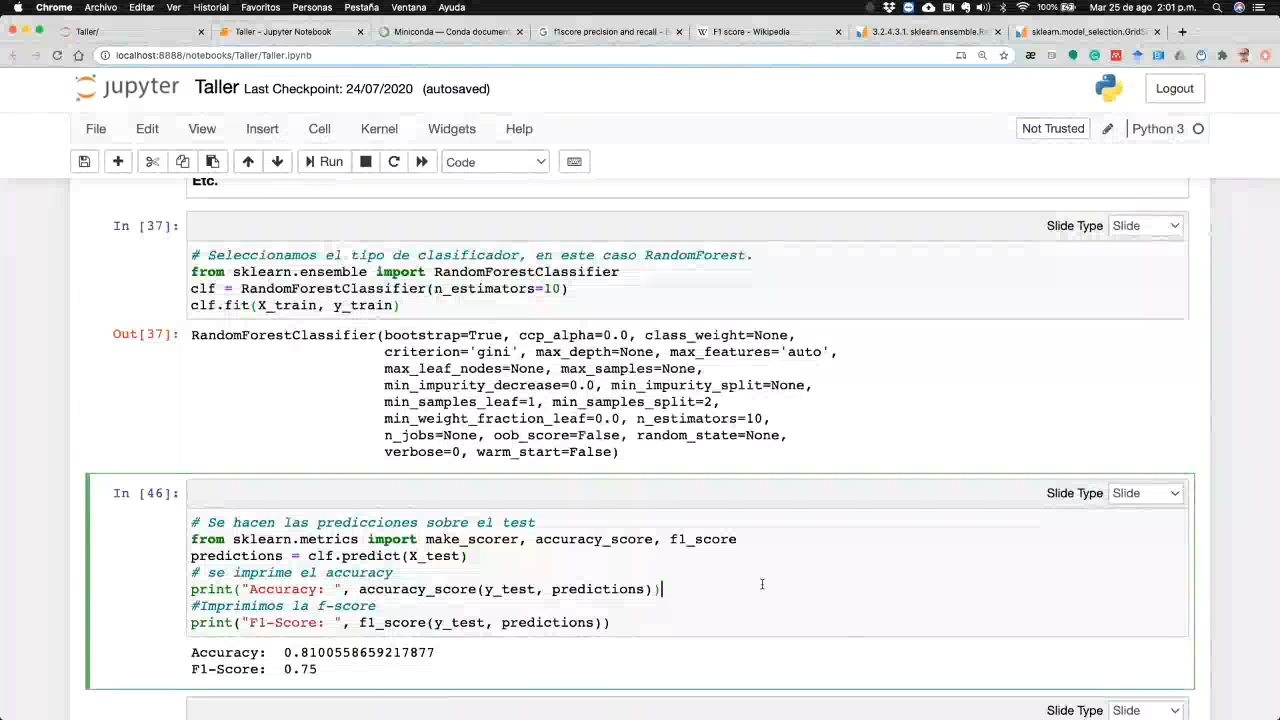 Chrome Archivo Editar Ver Historial Favoritos Personas Pestaña Ventana Ayuda 100% Mar 25 de ago 2:01 p.m.
Taller/ Taller - Jupyter Notebook Miniconda — Conda document f1score precision and recall - F1 score - Wikipedia 3.2.4.3.1. sklearn.ensemble.R sklearn.model_selection.GridS
localhost:8888/notebooks/Taller/Taller.ipynb
jupyter Taller Last Checkpoint: 24/07/2020 (autosaved) Logout
File Edit View Insert Cell Kernel Widgets Help Not Trusted Python 3
Run Code
Etc.
In [37]: Slide Type Slide
# Seleccionamos el tipo de clasificador, en este caso RandomForest.
from sklearn.ensemble import RandomForestClassifier
clf = RandomForestClassifier(n_estimators=10)
clf.fit(X_train, y_train)
Out[37]: RandomForestClassifier(bootstrap=True, ccp_alpha=0.0, class_weight=None,
criterion='gini', max_depth=None, max_features='auto',
max_leaf_nodes=None, max_samples=None,
min_impurity_decrease=0.0, min_impurity_split=None,
min_samples_leaf=1, min_samples_split=2,
min_weight_fraction_leaf=0.0, n_estimators=10,
n_jobs=None, oob_score=False, random_state=None,
verbose=0, warm_start=False)
In [46]: Slide Type Slide
# Se hacen las predicciones sobre el test
from sklearn.metrics import make_scorer, accuracy_score, f1_score
predictions = clf.predict(X_test)
# se imprime el accuracy
print("Accuracy: ", accuracy_score(y_test, predictions))
#Imprimimos la f-score
print("F1-Score: ", f1_score(y_test, predictions))
Accuracy: 0.8100558659217877
F1-Score: 0.75
Slide Type Slide